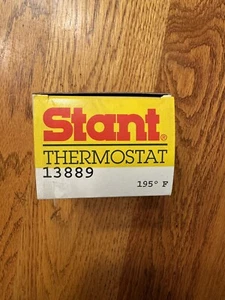 Stant®
THERMOSTAT
13889
195° F